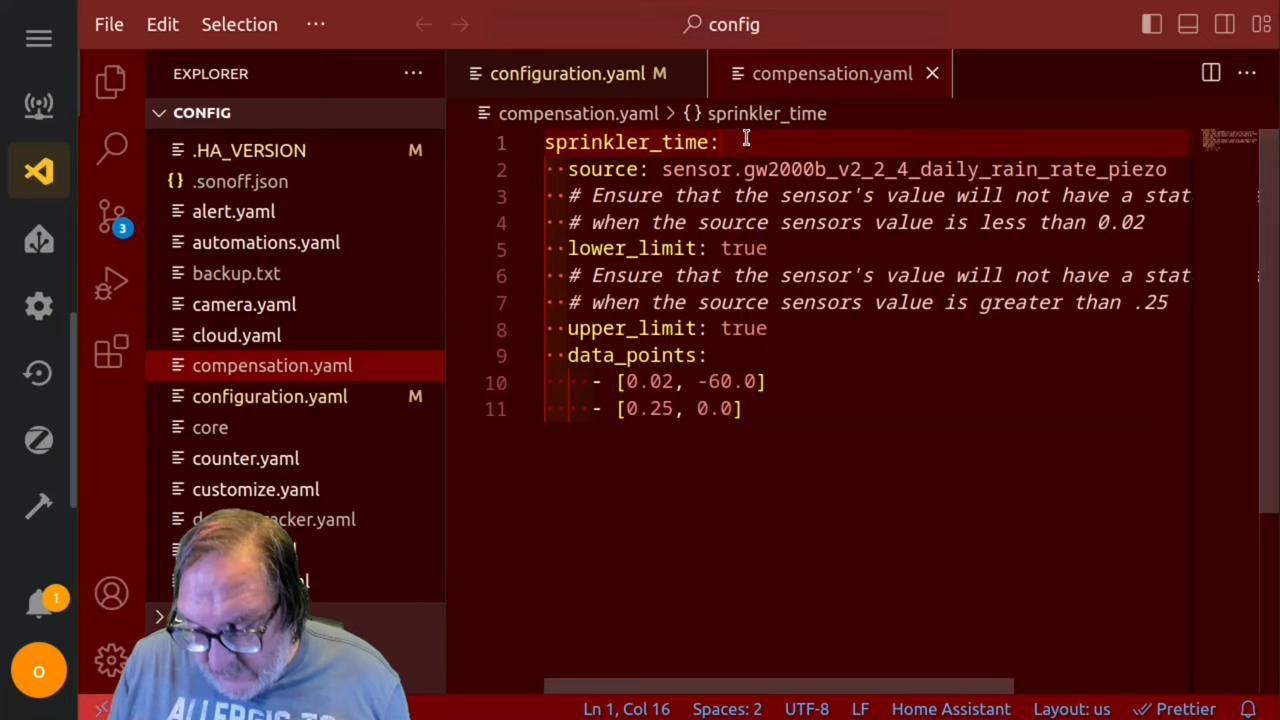 File Edit Selection ···
config
EXPLORER ···
CONFIG
.HA_VERSION M
.sonoff.json
alert.yaml
automations.yaml
backup.txt
camera.yaml
cloud.yaml
compensation.yaml
configuration.yaml M
core
counter.yaml
customize.yaml
3
1
o
configuration.yaml M
compensation.yaml
···
compensation.yaml > {} sprinkler_time
1 sprinkler_time:
2 source: sensor.gw2000b_v2_2_4_daily_rain_rate_piezo
3 # Ensure that the sensor's value will not have a stat
4 # when the source sensors value is less than 0.02
5 lower_limit: true
6 # Ensure that the sensor's value will not have a stat
7 # when the source sensors value is greater than .25
8 upper_limit: true
9 data_points:
10 - [0.02, -60.0]
11 - [0.25, 0.0]
ALLERGIC TO
Ln 1, Col 16 Spaces: 2 UTF-8 LF Home Assistant Layout: us Prettier